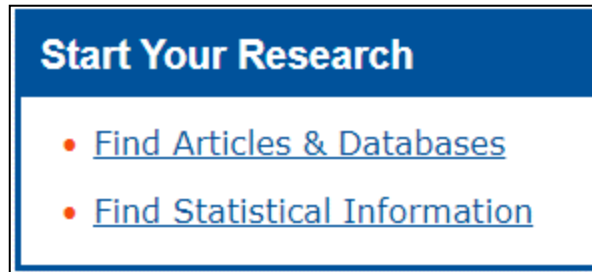 Start Your Research
Find Articles & Databases
Find Statistical Information